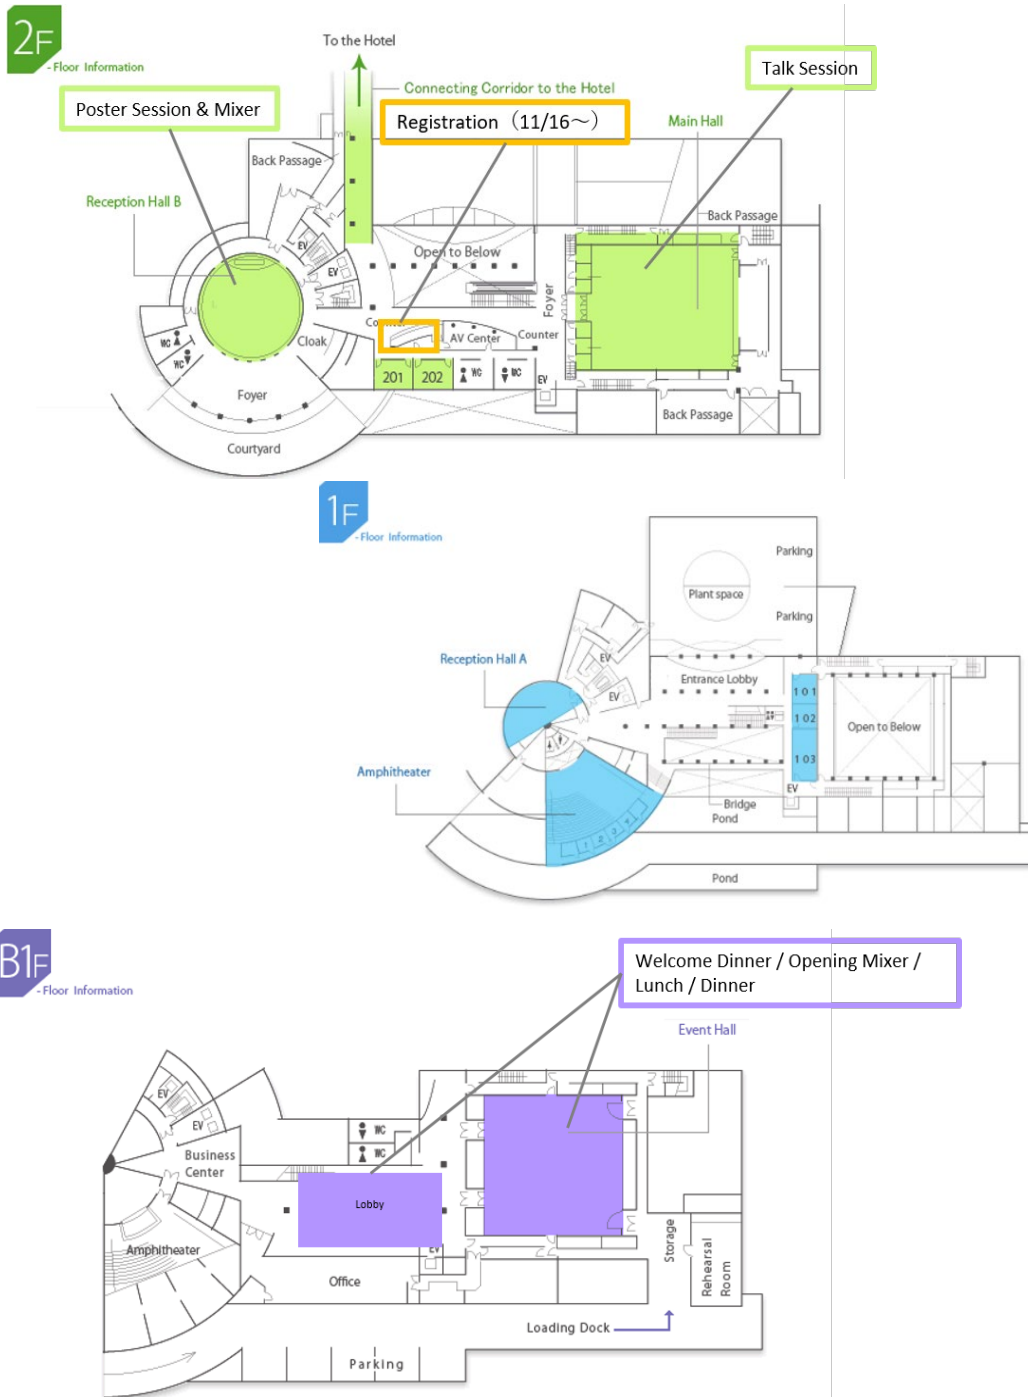 2F
- Floor Information
To the Hotel
Connecting Corridor to the Hotel
Talk Session
Poster Session & Mixer
Registration（11/16～）
Main Hall
Back Passage
Reception Hall B
Back Passage
EV
EV
Open to Below
Foyer
Counter
AV Center
Counter
Cloak
WC
WC
201
202
WC
WC
EV
Foyer
Back Passage
Courtyard
1F
- Floor Information
Parking
Plant space
Parking
Reception Hall A
EV
EV
Entrance Lobby
101
102
103
Open to Below
Amphitheater
EV
Bridge
Pond
1 2 3 4
Pond
B1F
- Floor Information
Welcome Dinner / Opening Mixer /
Lunch / Dinner
Event Hall
EV
EV
WC
WC
Business
Center
Lobby
Amphitheater
EV
Office
Storage
Rehearsal
Room
Loading Dock
Parking